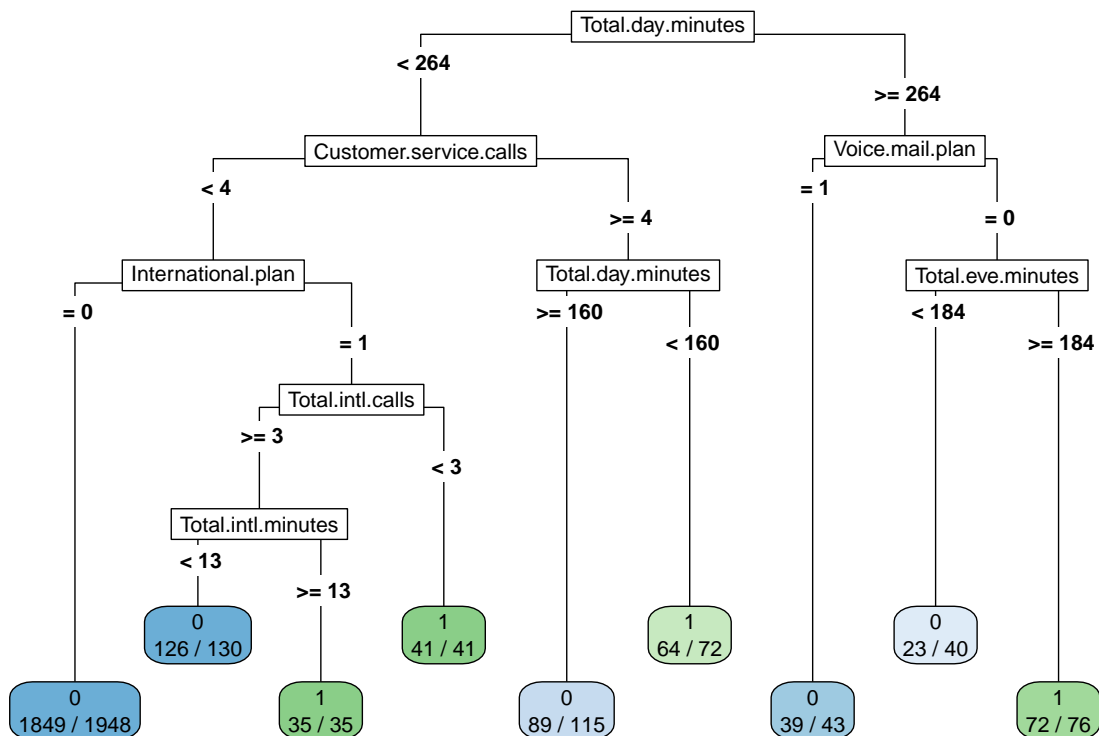 Total.day.minutes
< 264
>= 264
Customer.service.calls
Voice.mail.plan
< 4
= 1
>= 4
= 0
International.plan
Total.day.minutes
Total.eve.minutes
= 0
>= 160
< 184
= 1
< 160
>= 184
Total.intl.calls
>= 3
< 3
Total.intl.minutes
< 13
>= 13
0
126 / 130
1
41 / 41
1
64 / 72
0
23 / 40
0
1849 / 1948
1
35 / 35
0
89 / 115
0
39 / 43
1
72 / 76